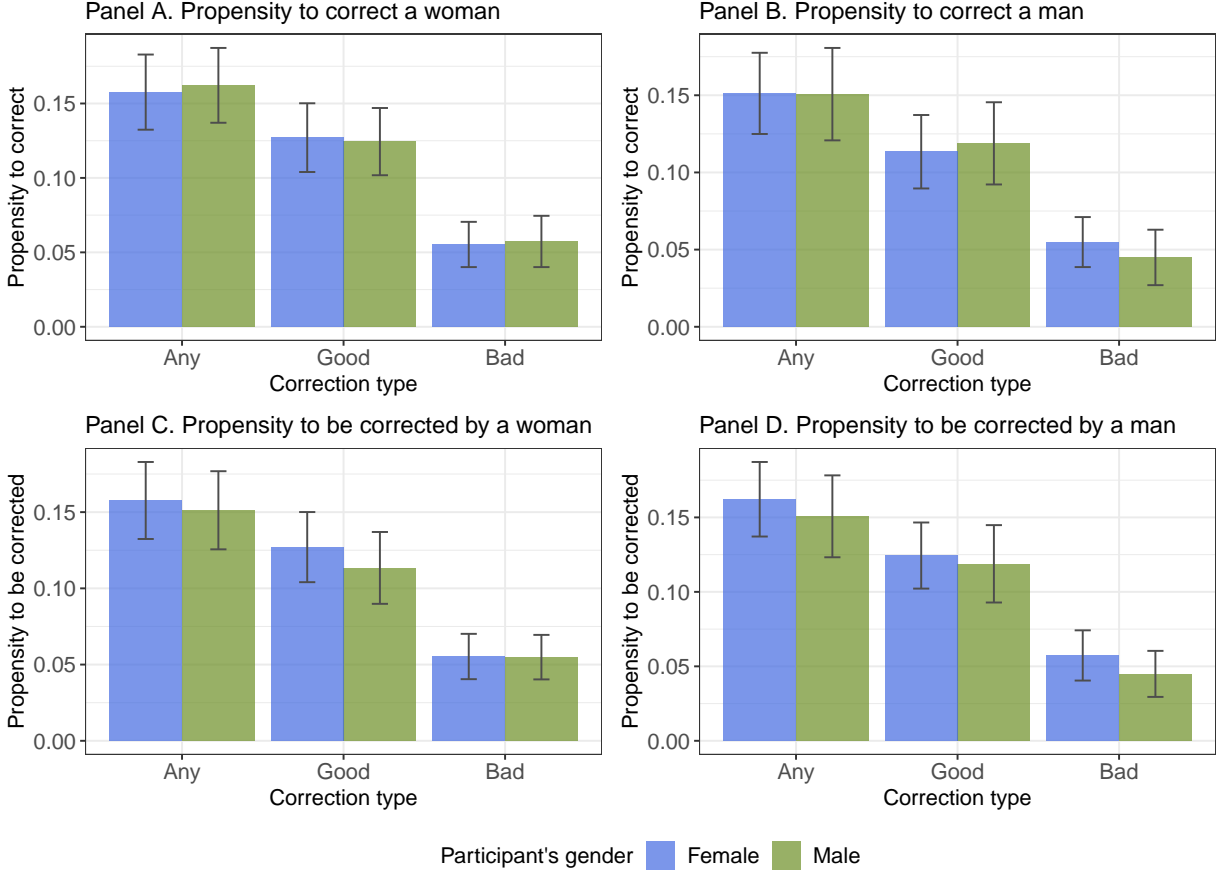 Panel A. Propensity to correct a woman
Propensity to correct
0.15
0.10
0.05
0.00
Any Good Bad
Correction type
Panel B. Propensity to correct a man
Propensity to correct
0.15
0.10
0.05
0.00
Any Good Bad
Correction type
Panel C. Propensity to be corrected by a woman
Propensity to be corrected
0.15
0.10
0.05
0.00
Any Good Bad
Correction type
Panel D. Propensity to be corrected by a man
Propensity to be corrected
0.15
0.10
0.05
0.00
Any Good Bad
Correction type
Participant's gender Female Male